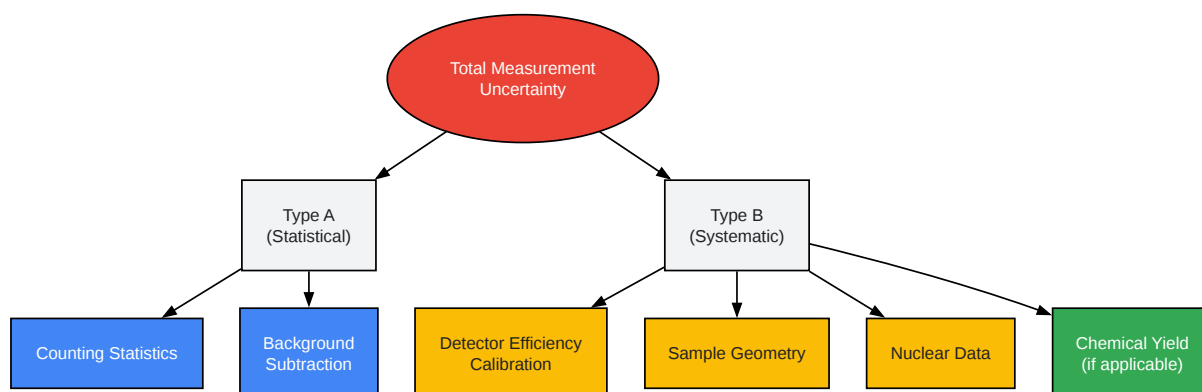 Total Measurement
Uncertainty
Type A
(Statistical)
Type B
(Systematic)
Counting Statistics
Background
Subtraction
Detector Efficiency
Calibration
Sample Geometry
Nuclear Data
Chemical Yield
(if applicable)